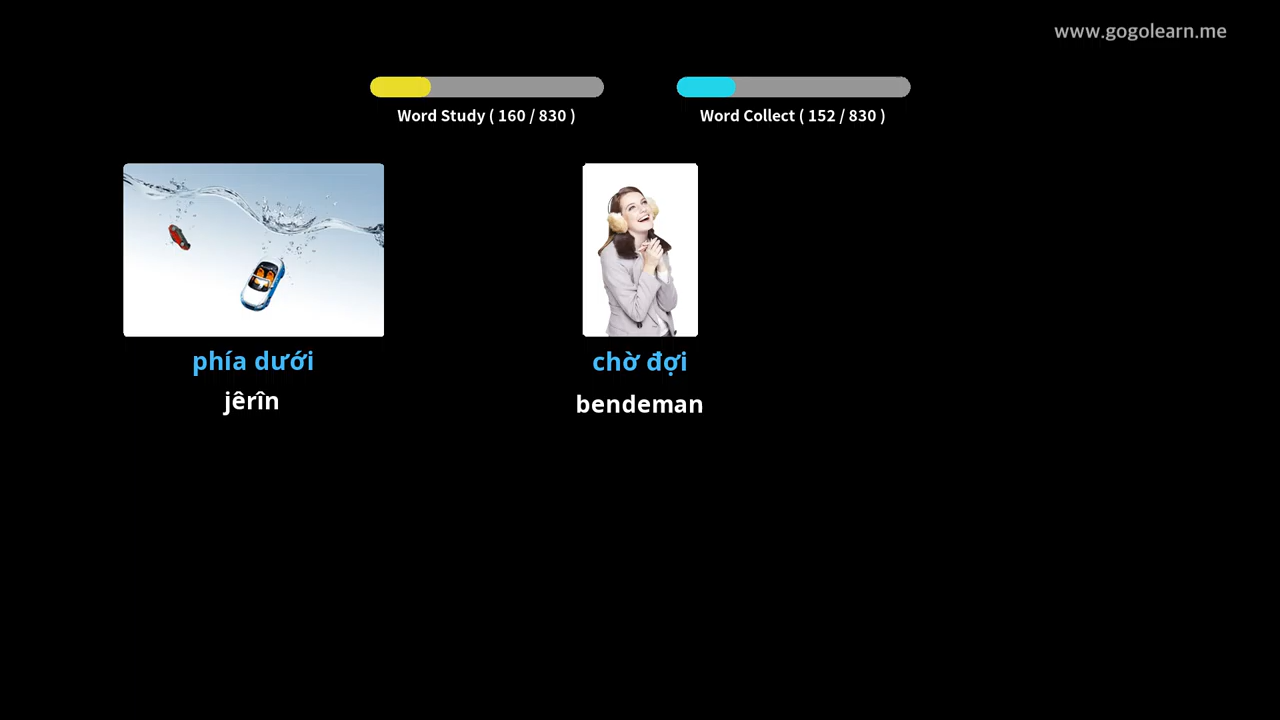 www.gogolearn.me
Word Study ( 160 / 830 )
Word Collect ( 152 / 830 )
phía dưới
jêrîn
chờ đợi
bendeman